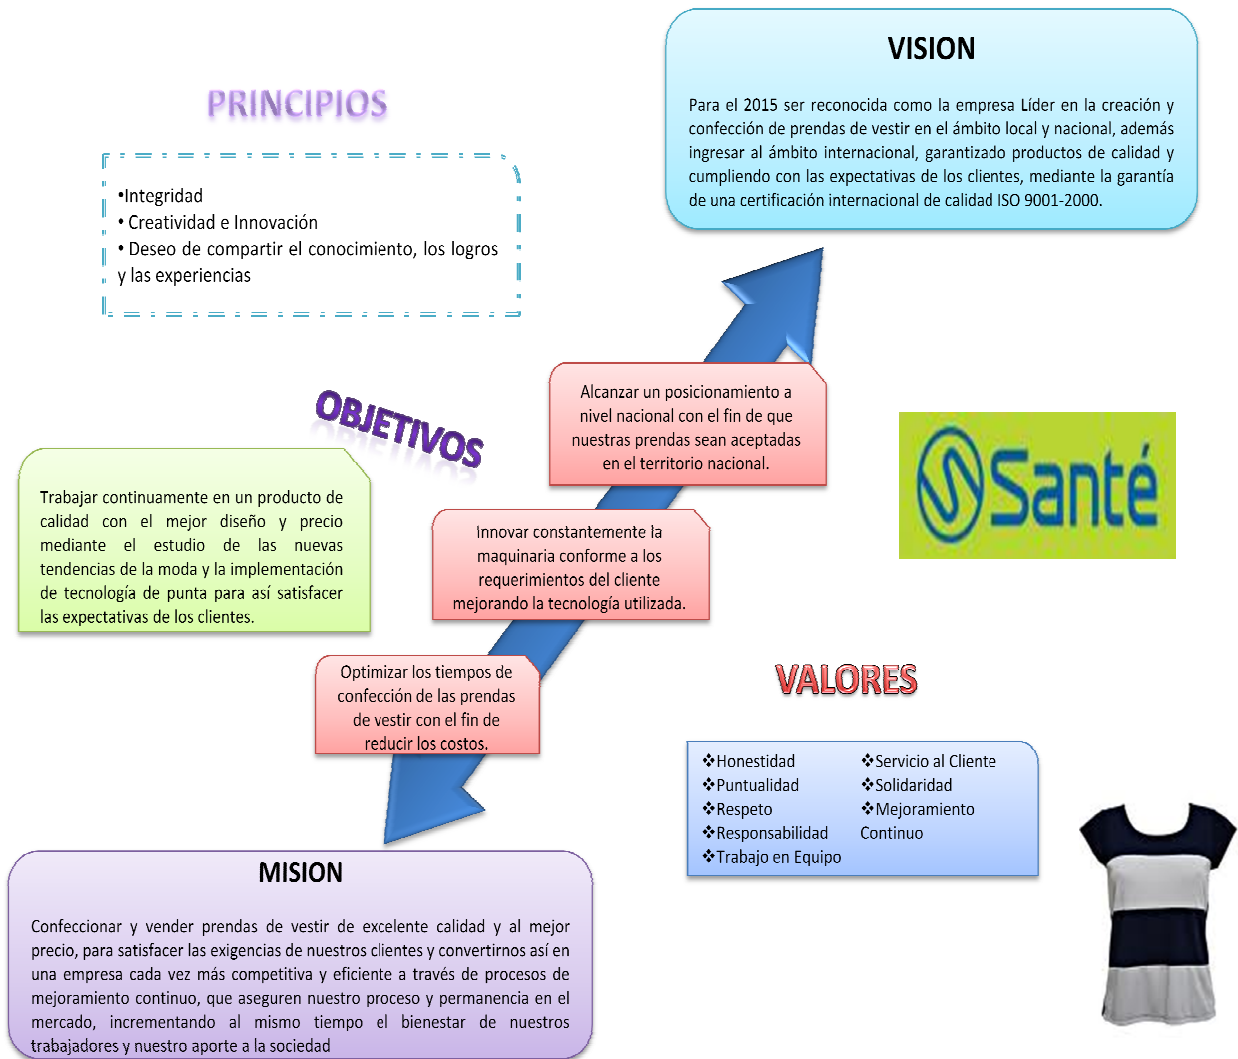 VISION
Para el 2015 ser reconocida como la empresa Líder en la creación y
confección de prendas de vestir en el ámbito local y nacional, además
ingresar al ámbito internacional, garantizado productos de calidad y
cumpliendo con las expectativas de los clientes, mediante la garantía
de una certificación internacional de calidad ISO 9001-2000.
PRINCIPIOS
•Integridad
• Creatividad e Innovación
• Deseo de compartir el conocimiento, los logros
y las experiencias
OBJETIVOS
Alcanzar un posicionamiento a
nivel nacional con el fin de que
nuestras prendas sean aceptadas
en el territorio nacional.
Trabajar continuamente en un producto de
calidad con el mejor diseño y precio
mediante el estudio de las nuevas
tendencias de la moda y la implementación
de tecnología de punta para así satisfacer
las expectativas de los clientes.
Innovar constantemente la
maquinaria conforme a los
requerimientos del cliente
mejorando la tecnología utilizada.
Optimizar los tiempos de
confección de las prendas
de vestir con el fin de
reducir los costos.
Santé
VALORES
❖Honestidad
❖Puntualidad
❖Respeto
❖Responsabilidad
❖Trabajo en Equipo
❖Servicio al Cliente
❖Solidaridad
❖Mejoramiento
Continuo
MISION
Confeccionar y vender prendas de vestir de excelente calidad y al mejor
precio, para satisfacer las exigencias de nuestros clientes y convertirnos así en
una empresa cada vez más competitiva y eficiente a través de procesos de
mejoramiento continuo, que aseguren nuestro proceso y permanencia en el
mercado, incrementando al mismo tiempo el bienestar de nuestros
trabajadores y nuestro aporte a la sociedad